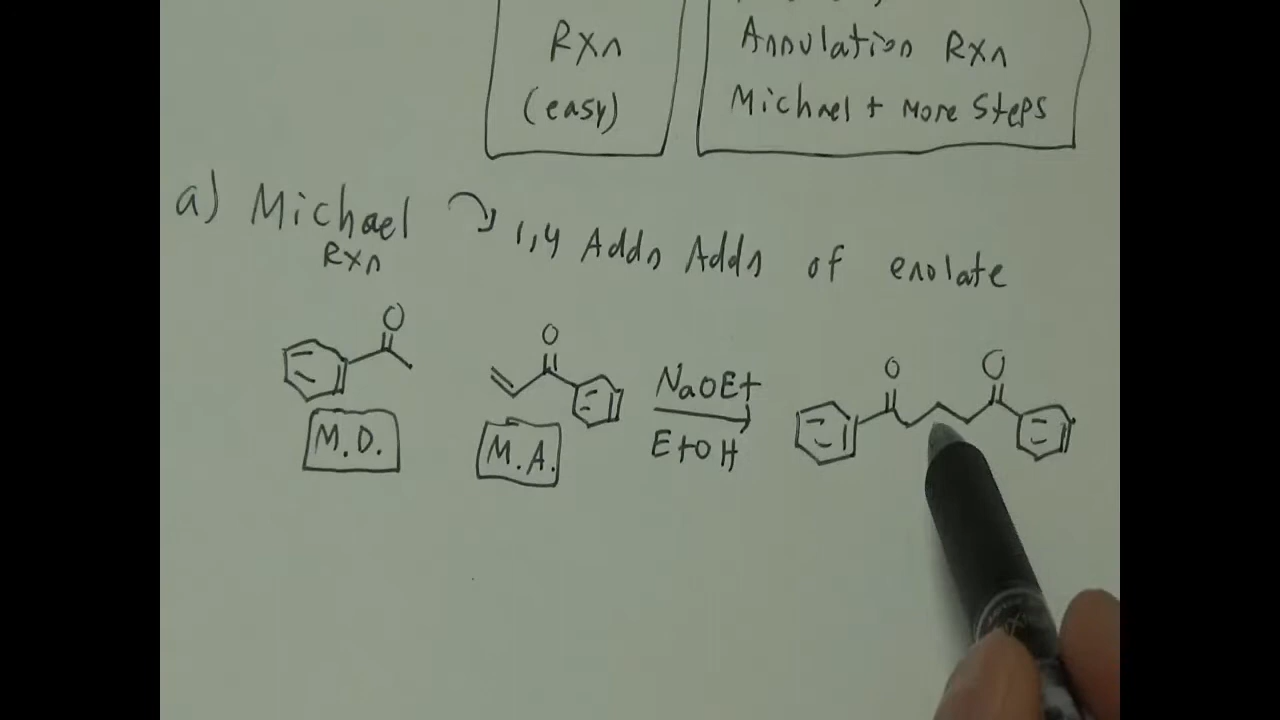 Rxn
(easy)
Annulation Rxn
Michael + More Steps
a) Michael
Rxn
1,4 Addn Addn of enolate
O
O
NaOEt
EtOH
O
O
M.D.
M.A.